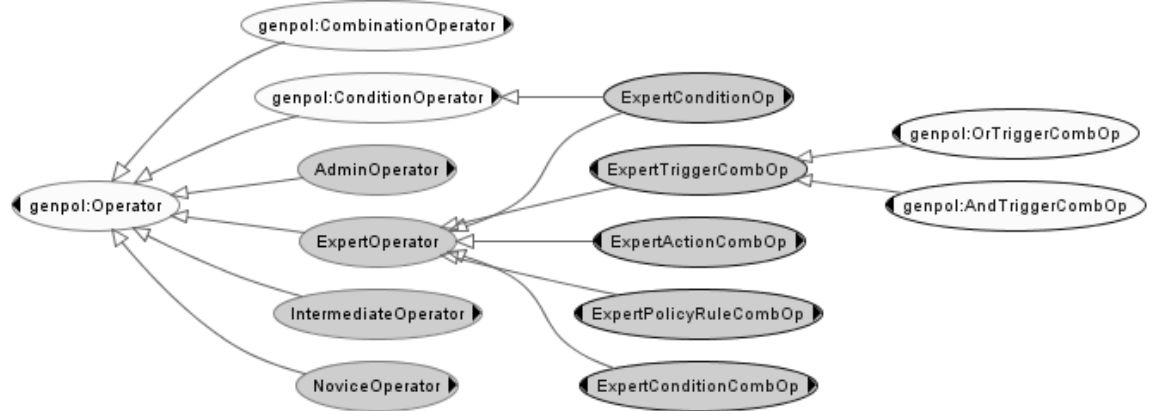 genpol:CombinationOperator
genpol:ConditionOperator
ExpertConditionOp
genpol:OrTriggerCombOp
AdminOperator
ExpertTriggerCombOp
genpol:Operator
genpol:AndTriggerCombOp
ExpertOperator
ExpertActionCombOp
IntermediateOperator
ExpertPolicyRuleCombOp
NoviceOperator
ExpertConditionCombOp